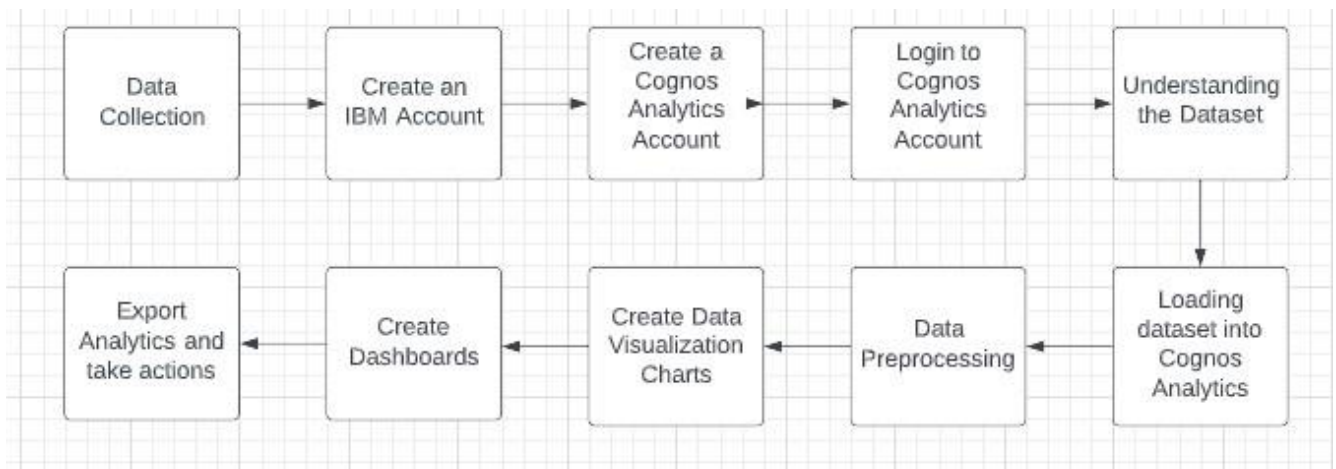 Data
Collection
Create an
IBM Account
Create a
Cognos
Analytics
Account
Login to
Cognos
Analytics
Account
Understanding
the Dataset
Export
Analytics and
take actions
Create
Dashboards
Create Data
Visualization
Charts
Data
Preprocessing
Loading
dataset into
Cognos
Analytics